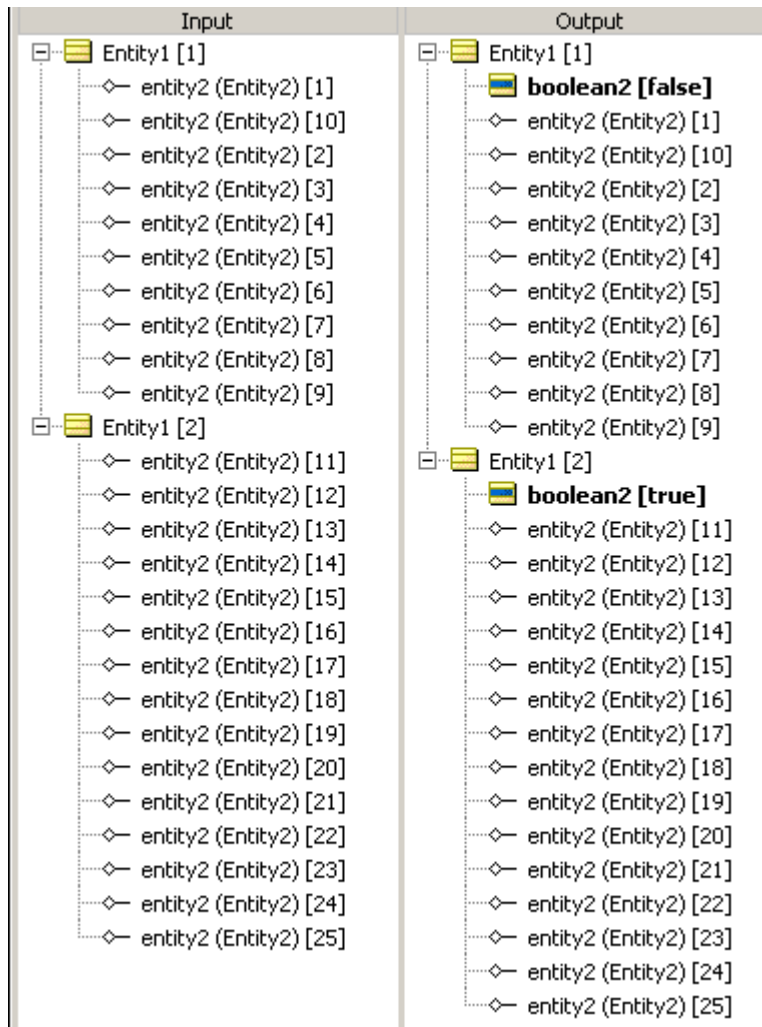 Input
Entity1 [1]
entity2 (Entity2) [1]
entity2 (Entity2) [10]
entity2 (Entity2) [2]
entity2 (Entity2) [3]
entity2 (Entity2) [4]
entity2 (Entity2) [5]
entity2 (Entity2) [6]
entity2 (Entity2) [7]
entity2 (Entity2) [8]
entity2 (Entity2) [9]
Entity1 [2]
entity2 (Entity2) [11]
entity2 (Entity2) [12]
entity2 (Entity2) [13]
entity2 (Entity2) [14]
entity2 (Entity2) [15]
entity2 (Entity2) [16]
entity2 (Entity2) [17]
entity2 (Entity2) [18]
entity2 (Entity2) [19]
entity2 (Entity2) [20]
entity2 (Entity2) [21]
entity2 (Entity2) [22]
entity2 (Entity2) [23]
entity2 (Entity2) [24]
entity2 (Entity2) [25]
Output
Entity1 [1]
boolean2 [false]
entity2 (Entity2) [1]
entity2 (Entity2) [10]
entity2 (Entity2) [2]
entity2 (Entity2) [3]
entity2 (Entity2) [4]
entity2 (Entity2) [5]
entity2 (Entity2) [6]
entity2 (Entity2) [7]
entity2 (Entity2) [8]
entity2 (Entity2) [9]
Entity1 [2]
boolean2 [true]
entity2 (Entity2) [11]
entity2 (Entity2) [12]
entity2 (Entity2) [13]
entity2 (Entity2) [14]
entity2 (Entity2) [15]
entity2 (Entity2) [16]
entity2 (Entity2) [17]
entity2 (Entity2) [18]
entity2 (Entity2) [19]
entity2 (Entity2) [20]
entity2 (Entity2) [21]
entity2 (Entity2) [22]
entity2 (Entity2) [23]
entity2 (Entity2) [24]
entity2 (Entity2) [25]